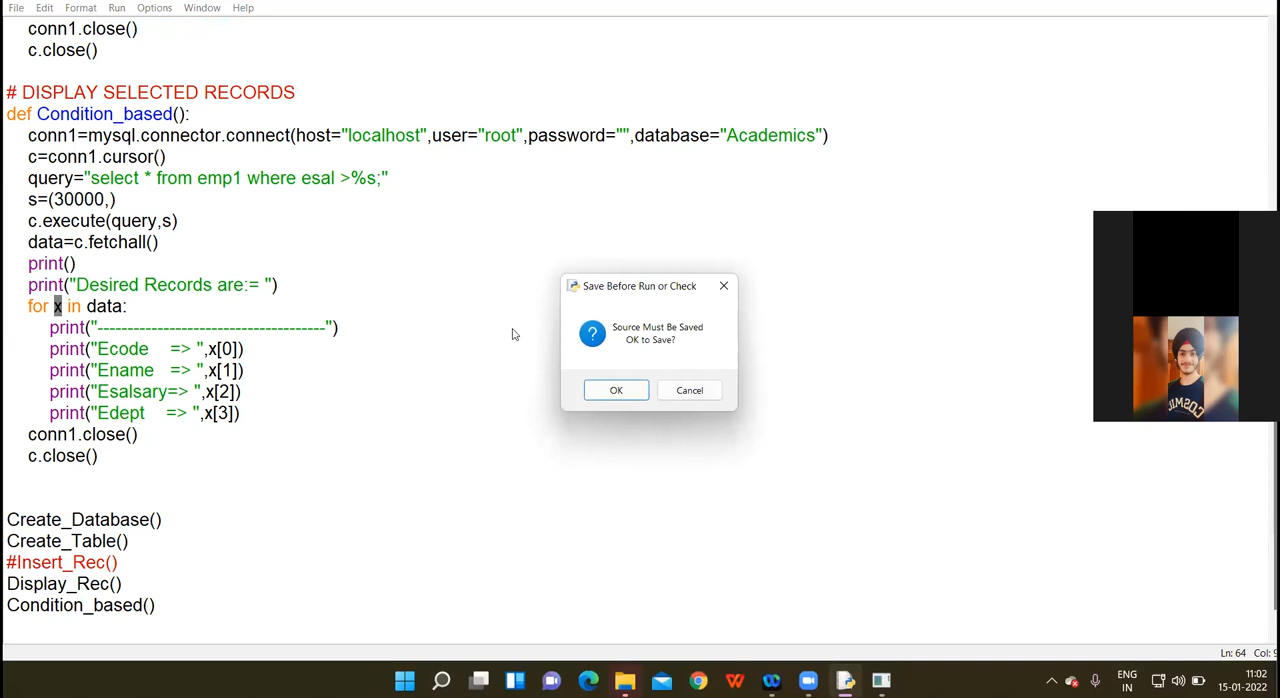 File Edit Format Run Options Window Help
conn1.close()
c.close()
# DISPLAY SELECTED RECORDS
def Condition_based():
conn1=mysql.connector.connect(host="localhost",user="root",password="",database="Academics")
c=conn1.cursor()
query="select * from emp1 where esal >%s;"
s=(30000,)
c.execute(query,s)
data=c.fetchall()
print()
print("Desired Records are:= ")
for x in data:
print("--------------------------------------")
print("Ecode => ",x[0])
print("Ename => ",x[1])
print("Esalsary=> ",x[2])
print("Edept => ",x[3])
conn1.close()
c.close()
Create_Database()
Create_Table()
#Insert_Rec()
Display_Rec()
Condition_based()
Save Before Run or Check
Source Must Be Saved
OK to Save?
OK Cancel
Ln: 64 Col:
ENG
IN
11:02
15-01-2022